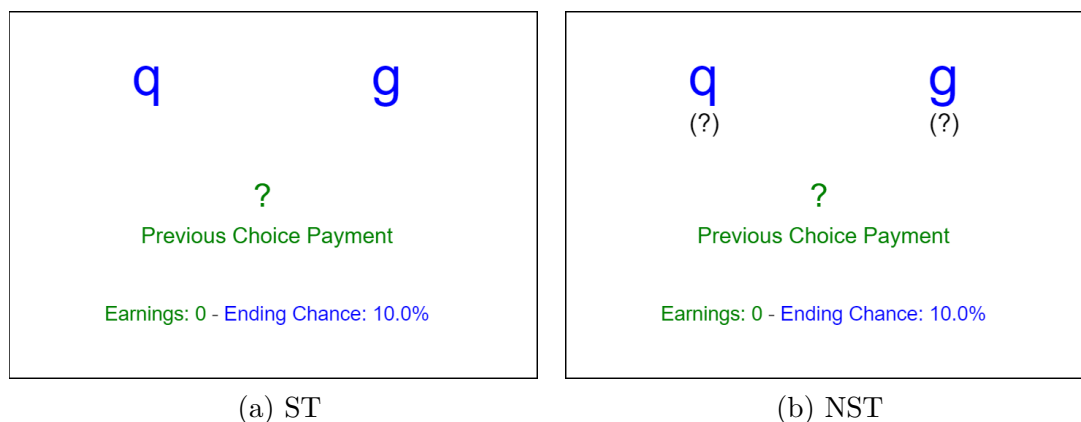 q g
?
Previous Choice Payment
Earnings: 0 - Ending Chance: 10.0%
(a) ST
q g
(?) (?)
?
Previous Choice Payment
Earnings: 0 - Ending Chance: 10.0%
(b) NST